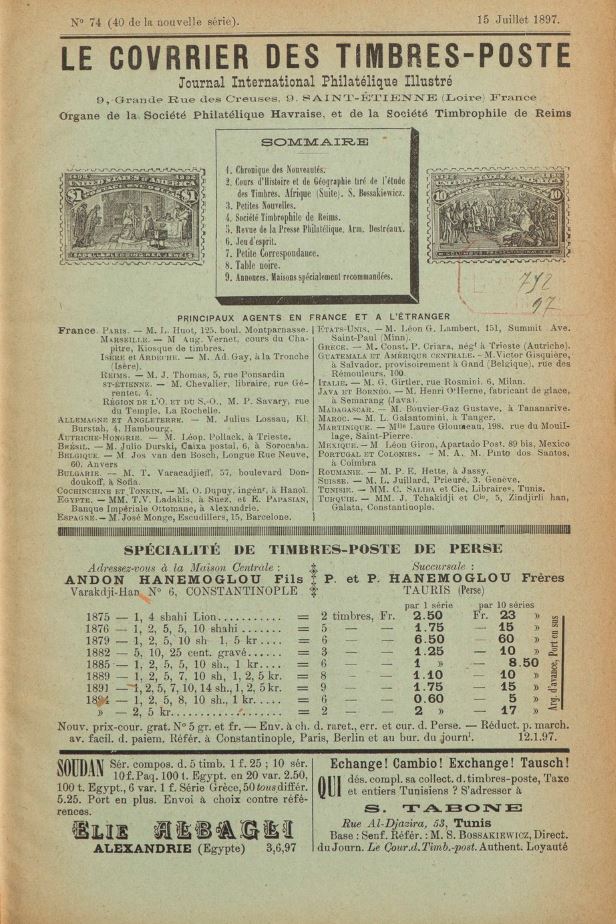 N° 74 (40 de la nouvelle série). 15 Juillet 1897.
LE COVRRIER DES TIMBRES-POSTE
Journal International Philatélique Illustré
9, Grande Rue des Creuses, 9. SAINT-ÉTIENNE (Loire) France
Organe de la Société Philatélique Havraise, et de la Société Timbrophile de Reims
SOMMAIRE
1. Chronique des Nouveautés.
2. Cours d'Histoire et de Géographie tiré de l'étude
des Timbres. Afrique (Suite). S. Bossakiewicz.
3. Petites Nouvelles.
4. Société Timbrophile de Reims.
5. Revue de la Presse Philatélique, Arm. Destréaux.
6. Jeu d'esprit.
7. Petite Correspondance.
8. Table noire.
9. Annonces. Maisons spécialement recommandées.
UNITED STATES OF AMERICA
$1 $1
10 10
792
97
PRINCIPAUX AGENTS EN FRANCE ET A L'ÉTRANGER
France. PARIS. — M. L. Huot, 125. boul. Montparnasse.
MARSEILLE. — M Aug. Vernet, cours du Cha-
pitre, Kiosque de timbres.
ISÈRE et ARDÈCHE. — M. Ad. Gay, à la Tronche
(Isère).
REIMS. — M. J. Thomas, 5, rue Ponsardin
ST-ÉTIENNE. — M. Chevalier, libraire, rue Gé-
rentet. 4.
RÉGION DE L'O. ET DU S.-O., M. P. Savary, rue
du Temple. La Rochelle.
ALLEMAGNE ET ANGLETERRE. — M. Julius Lossau, Kl.
Burstah, 4, Hambourg.
AUTRICHE-HONGRIE. — M. Léop. Pollack, à Trieste.
BRÉSIL. — M. Julio Durski, Caixa postal, 6, à Sorocaba.
BELGIQUE. — M. Jos van den Bosch, Longue Rue Neuve,
60. Anvers
BULGARIE. — M. T. Varacadjieff, 57, boulevard Don-
doukoff, à Sofia.
COCHINCHINE ET TONKIN. — M. O. Dupuy, ingénr, à Hanoï.
EGYPTE. — MM. T.V. Ladakis, à Suez, et E. PAPASIAN,
Banque Impériale Ottomane, à Alexandrie.
ESPAGNE. — M. José Monge, Escudillers, 15, Barcelone.
ETATS-UNIS. — M. Léon G. Lambert, 151, Summit Ave.
Saint-Paul (Minn).
GRÈCE. — M. Const. P. Criara, négt à Trieste (Autriche).
GUATEMALA ET AMÉRIQUE CENTRALE. — M. Victor Gisquière,
à Salvador, provisoirement à Gand (Belgique), rue des
Rémouleurs, 100.
ITALIE. — M. G. Girtler, rue Rosmini. 6, Milan.
JAVA ET BORNÉO. — M. Henri O'Herne, fabricant de glace,
à Semarang (Java).
MADAGASCAR. — M. Bouvier-Gaz Gustave, à Tananarive.
MAROC. — M. L. Galantomini, à Tanger.
MARTINIQUE. — Mlle Laure Glouneau, 198, rue du Mouil-
lage, Saint-Pierre.
MEXIQUE. — M. Léon Giron, Apartado Post. 89 bis, Mexico
PORTUGAL ET COLONIES. — M. A. M. Pinto dos Santos,
à Coimbra
ROUMANIE. — M. P. E. Hette, à Jassy.
SUISSE. — M. L. Juillard, Prieuré, 3. Genève.
TUNISIE. — MM. C. SALIBA et Cie, Libraires, Tunis.
TURQUIE. — MM. J. Tchakidji et Cie, 5, Zindjirli han,
Galata, Constantinople.
SPÉCIALITÉ DE TIMBRES-POSTE DE PERSE
Adressez-vous à la Maison Centrale : Succursale :
ANDON HANEMOGLOU Fils P. et P. HANEMOGLOU Frères
Varakdji-Han N° 6, CONSTANTINOPLE TAURIS (Perse)
par 1 série par 10 séries
1875 — 1, 4 shahi Lion........... = 2 timbres, Fr. 2.50 Fr. 23 »
1876 — 1, 2, 5, 5, 10 shahi....... = 5 — — 1.75 — 15 »
1879 — 1, 2, 5, 10 sh 1, 5 kr.... = 6 — — 6.50 — 60 »
1882 — 5, 10, 25 cent. gravé..... = 3 — — 1.25 — 10 »
1885 — 1, 2, 5, 10 sh., 1 kr.... = 6 — — 1 » — 8.50
1889 — 1, 2, 5, 7, 10 sh, 1, 2, 5 kr. = 8 — — 1.10 — 10 »
1891 — 1, 2, 5, 7, 10, 14 sh., 1, 2, 5 kr. = 9 — — 1.75 — 15 »
1894 — 1, 2, 5, 8, 10 sh., 1 kr..... = 6 — — 0.60 — 5 »
» — 2, 5 kr.................. = 2 — — 2 » — 17 »
Arg. d'avance, Port en sus
Nouv. prix-cour. grat. N° 5 gr. et fr. — Env. à ch. d. raret., err. et cur. d. Perse. — Réduct. p. march.
av. facil. d. paiem. Référ. à Constantinople, Paris, Berlin et au bur. du journl. 12.1.97.
SOUDAN Sér. compos. d. 5 timb. 1 f. 25 ; 10 sér.
10 f. Paq. 100 t. Egypt. en 20 var. 2.50,
100 t. Egypt., 6 var. 1 f. Série Grèce, 50 tous différ.
5.25. Port en plus. Envoi à choix contre réfé-
rences.
ELIE ALBAGLI
ALEXANDRIE (Egypte) 3,6,97
Echange! Cambio! Exchange! Tausch!
QUI dés. compl. sa collect. d. timbres-poste, Taxe
et entiers Tunisiens ? S'adresser à
S. TABONE
Rue Al-Djazira, 53, Tunis
Base : Senf. Référ. : M. S. BOSSAKIEWICZ, Direct.
du Journ. Le Cour. d. Timb.-post. Authent. Loyauté